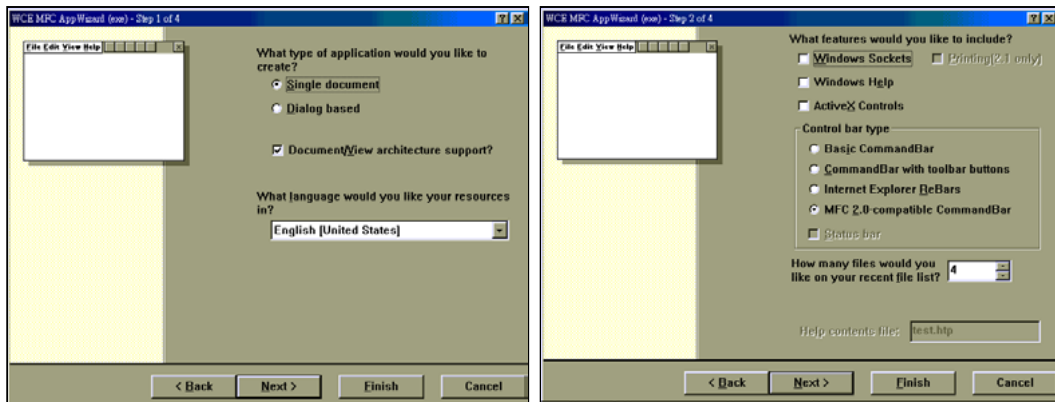 WCE MFC AppWizard (exe) - Step 1 of 4
File Edit View Help
What type of application would you like to
create?
Single document
Dialog based
Document/View architecture support?
What language would you like your resources
in?
English [United States]
< Back Next > Finish Cancel
WCE MFC AppWizard (exe) - Step 2 of 4
File Edit View Help
What features would you like to include?
Windows Sockets Printing[2.1 only]
Windows Help
ActiveX Controls
Control bar type
Basic CommandBar
CommandBar with toolbar buttons
Internet Explorer ReBars
MFC 2.0-compatible CommandBar
Status bar
How many files would you
like on your recent file list? 4
Help contents file: test.htp
< Back Next > Finish Cancel